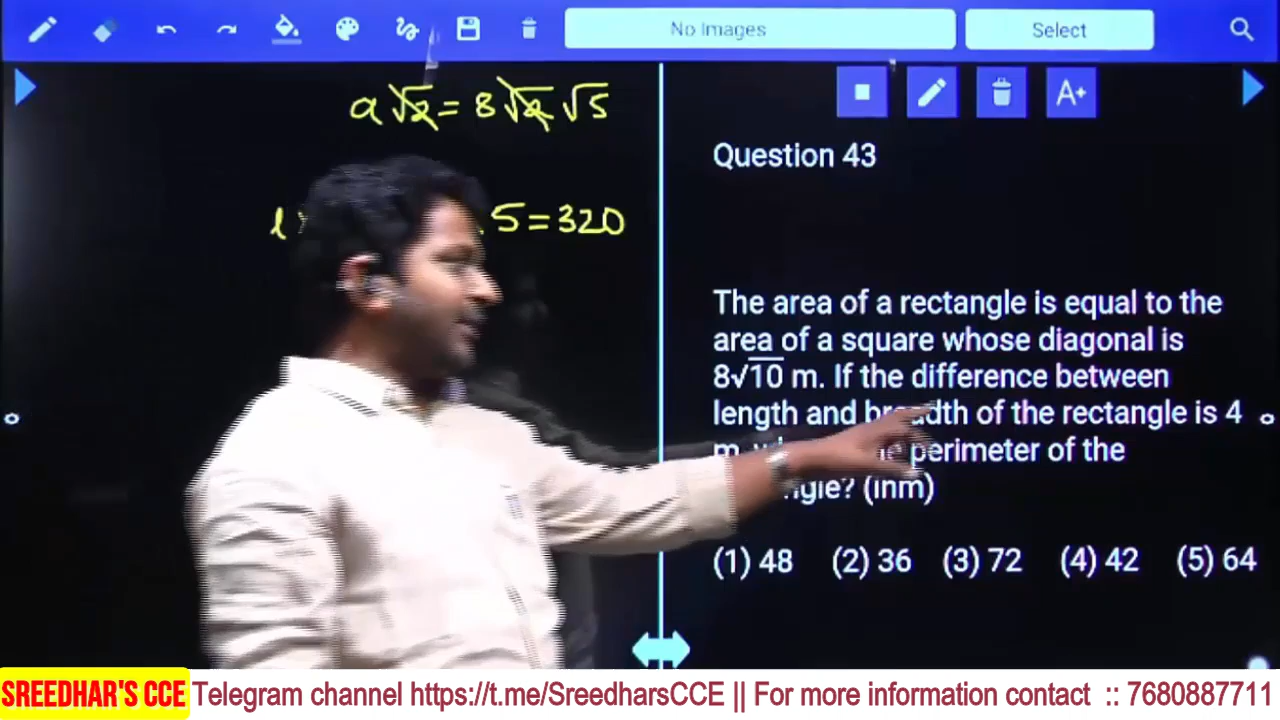 No Images Select
A+
a√2 = 8√2 √5
5 = 320
Question 43
The area of a rectangle is equal to the
area of a square whose diagonal is
8√10 m. If the difference between
length and breadth of the rectangle is 4
perimeter of the
(inm)
(1) 48 (2) 36 (3) 72 (4) 42 (5) 64
SREEDHAR'S CCE Telegram channel https://t.me/SreedharsCCE || For more information contact :: 7680887711